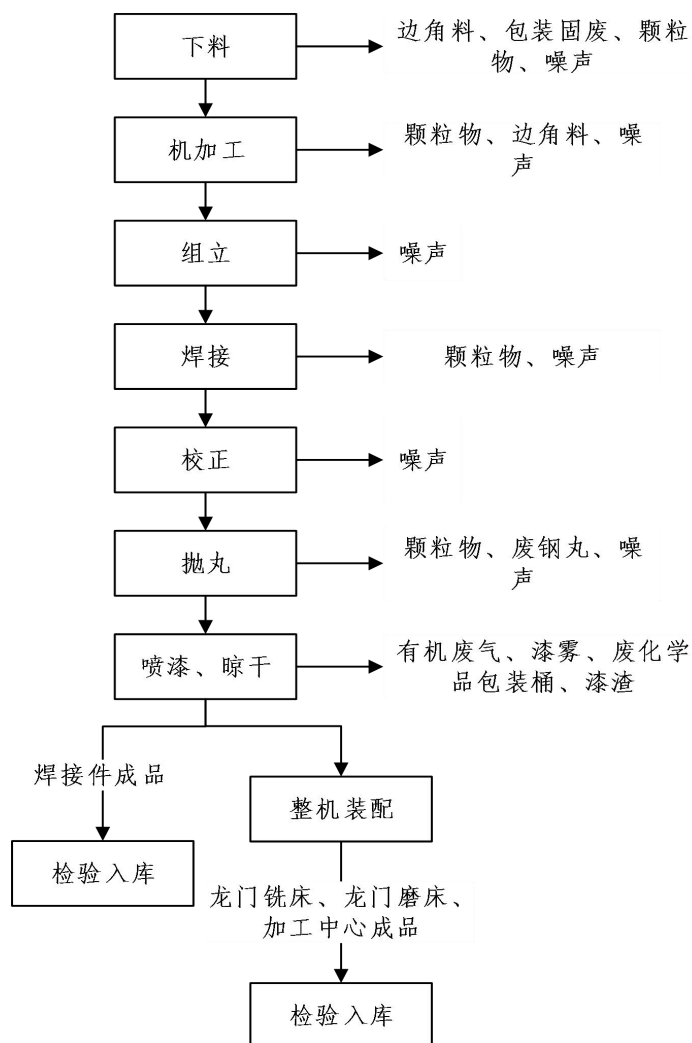 下料
边角料、包装固废、颗粒
物、噪声
机加工
颗粒物、边角料、噪
声
组立
噪声
焊接
颗粒物、噪声
校正
噪声
抛丸
颗粒物、废钢丸、噪
声
喷漆、晾干
有机废气、漆雾、废化学
品包装桶、漆渣
焊接件成品
整机装配
检验入库
龙门铣床、龙门磨床、
加工中心成品
检验入库